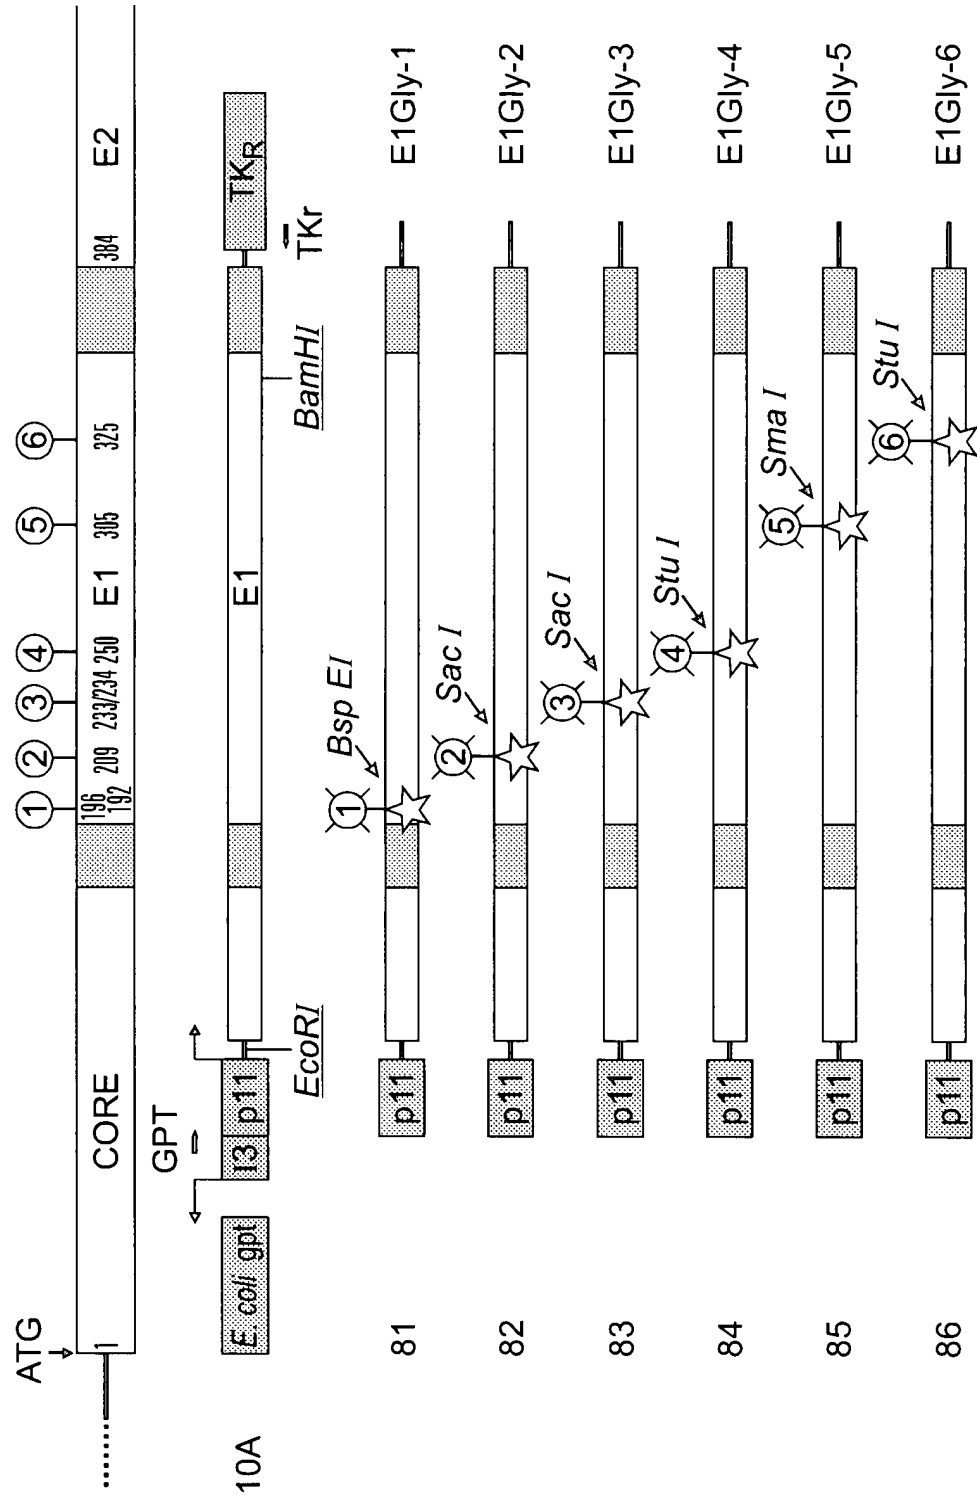 ATG
① ② ③ ④ ⑤ ⑥
1 CORE 196 192 209 233/234 250 E1 305 325 384 E2
GPT
10A E. coli gpt I3 p11 E1 TKR
EcoRI BamHI TKr
81 p11 1 Bsp EI E1Gly-1
82 p11 2 Sac I E1Gly-2
83 p11 3 Sac I E1Gly-3
84 p11 4 Stu I E1Gly-4
85 p11 5 Sma I E1Gly-5
86 p11 6 Stu I E1Gly-6